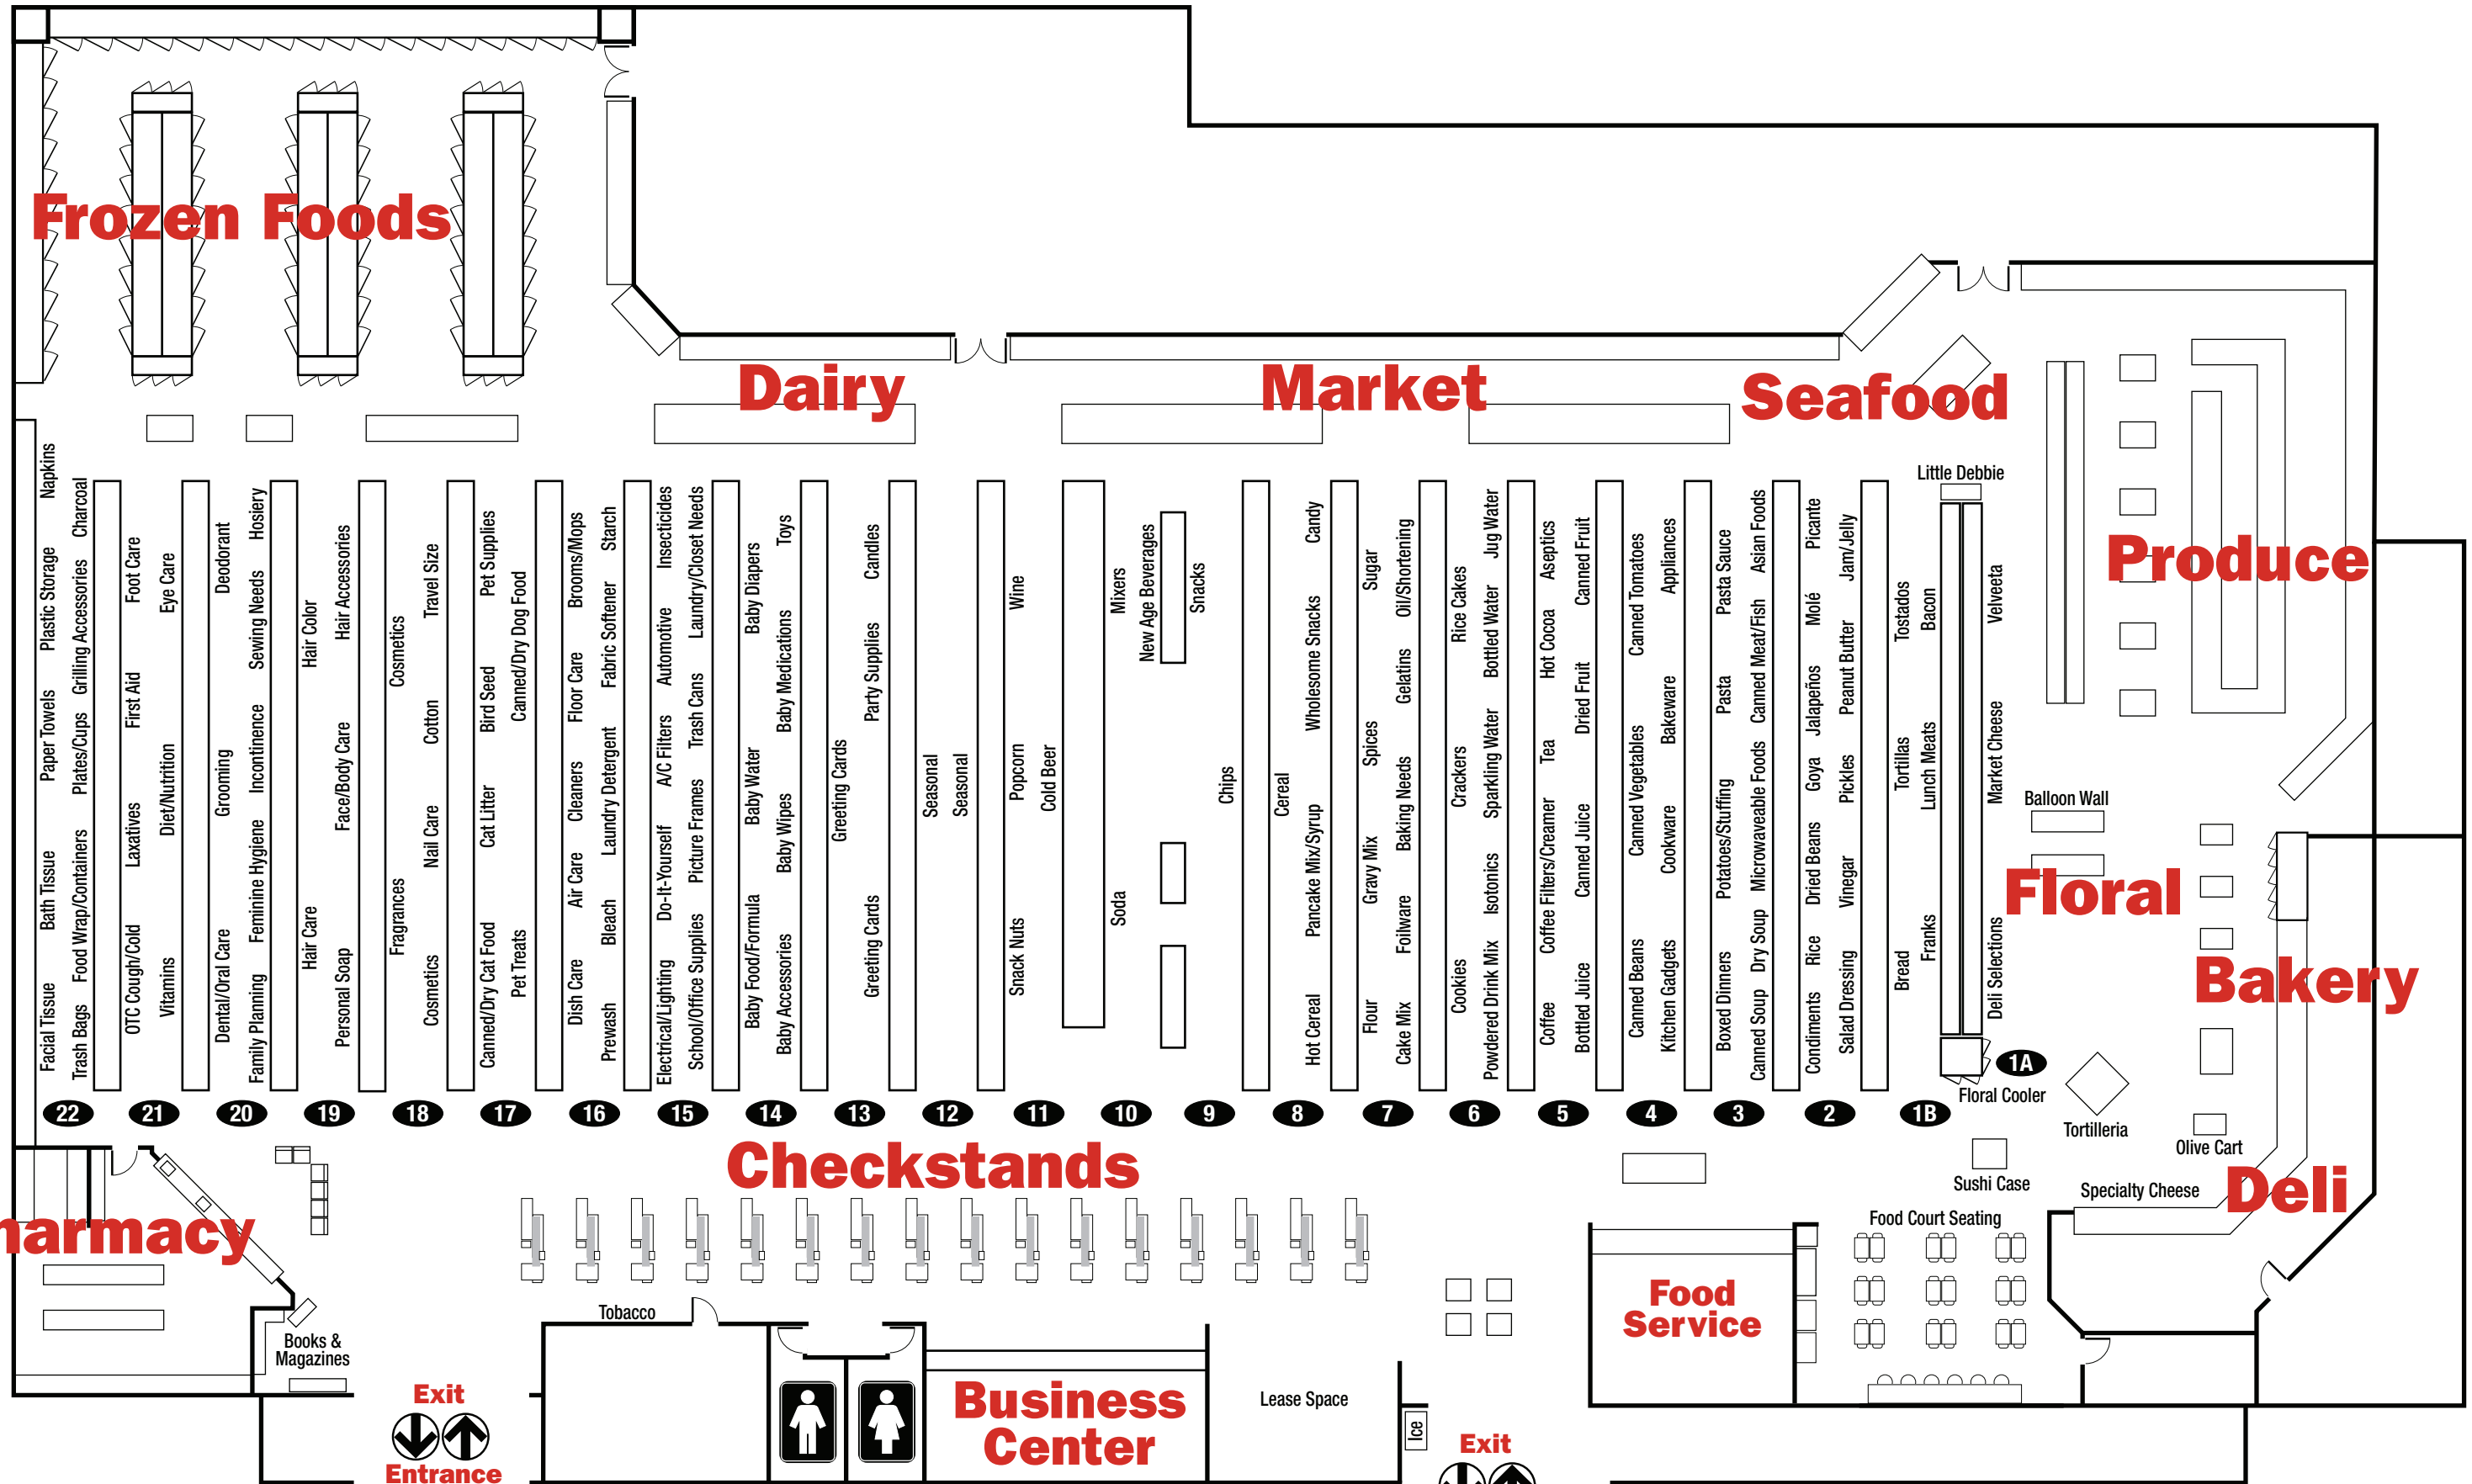 Frozen Foods
Dairy
Market
Seafood
Produce
Floral
Bakery
Deli
Napkins
Plastic Storage
Paper Towels
Bath Tissue
Facial Tissue
Charcoal
Grilling Accessories
Plates/Cups
Food Wrap/Containers
Trash Bags
Foot Care
First Aid
Laxatives
OTC Cough/Cold
Eye Care
Diet/Nutrition
Vitamins
Deodorant
Grooming
Dental/Oral Care
Hosiery
Sewing Needs
Incontinence
Feminine Hygiene
Family Planning
Hair Color
Hair Care
Hair Accessories
Face/Body Care
Personal Soap
Cosmetics
Fragrances
Travel Size
Cotton
Nail Care
Cosmetics
Pet Supplies
Bird Seed
Cat Litter
Canned/Dry Cat Food
Canned/Dry Dog Food
Pet Treats
Brooms/Mops
Floor Care
Cleaners
Air Care
Dish Care
Starch
Fabric Softener
Laundry Detergent
Bleach
Prewash
Insecticides
Automotive
A/C Filters
Do-It-Yourself
Electrical/Lighting
Laundry/Closet Needs
Trash Cans
Picture Frames
School/Office Supplies
Baby Diapers
Baby Water
Baby Food/Formula
Toys
Baby Medications
Baby Wipes
Baby Accessories
Greeting Cards
Candles
Party Supplies
Greeting Cards
Seasonal
Seasonal
Wine
Popcorn
Snack Nuts
Cold Beer
Mixers
Soda
New Age Beverages
Snacks
Chips
Cereal
Candy
Wholesome Snacks
Pancake Mix/Syrup
Hot Cereal
Sugar
Spices
Gravy Mix
Flour
Oil/Shortening
Gelatins
Baking Needs
Foilware
Cake Mix
Rice Cakes
Crackers
Cookies
Jug Water
Bottled Water
Sparkling Water
Isotonics
Powdered Drink Mix
Aseptics
Hot Cocoa
Tea
Coffee Filters/Creamer
Coffee
Canned Fruit
Dried Fruit
Canned Juice
Bottled Juice
Canned Tomatoes
Canned Vegetables
Canned Beans
Appliances
Bakeware
Cookware
Kitchen Gadgets
Pasta Sauce
Pasta
Potatoes/Stuffing
Boxed Dinners
Asian Foods
Canned Meat/Fish
Microwaveable Foods
Dry Soup
Canned Soup
Picante
Molé
Jalapeños
Goya
Dried Beans
Rice
Condiments
Jam/Jelly
Peanut Butter
Pickles
Vinegar
Salad Dressing
Tostados
Tortillas
Bread
Little Debbie
Bacon
Lunch Meats
Franks
Velveeta
Market Cheese
Deli Selections
Balloon Wall
22
21
20
19
18
17
16
15
14
13
12
11
10
9
8
7
6
5
4
3
2
1B
1A
Floral Cooler
Tortilleria
Olive Cart
Sushi Case
Specialty Cheese
Food Court Seating
Checkstands
harmacy
Books &
Magazines
Tobacco
Food
Service
Business
Center
Lease Space
Ice
Exit
Entrance
Exit